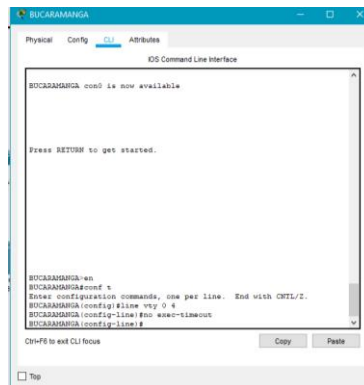 BUCARAMANGA
Physical Config CLI Attributes
IOS Command Line Interface
BUCARAMANGA con0 is now available
Press RETURN to get started.
BUCARAMANGA>en
BUCARAMANGA#conf t
Enter configuration commands, one per line. End with CNTL/Z.
BUCARAMANGA(config)#line vty 0 4
BUCARAMANGA(config-line)#no exec-timeout
BUCARAMANGA(config-line)#
Ctrl+F6 to exit CLI focus
Copy Paste
Top